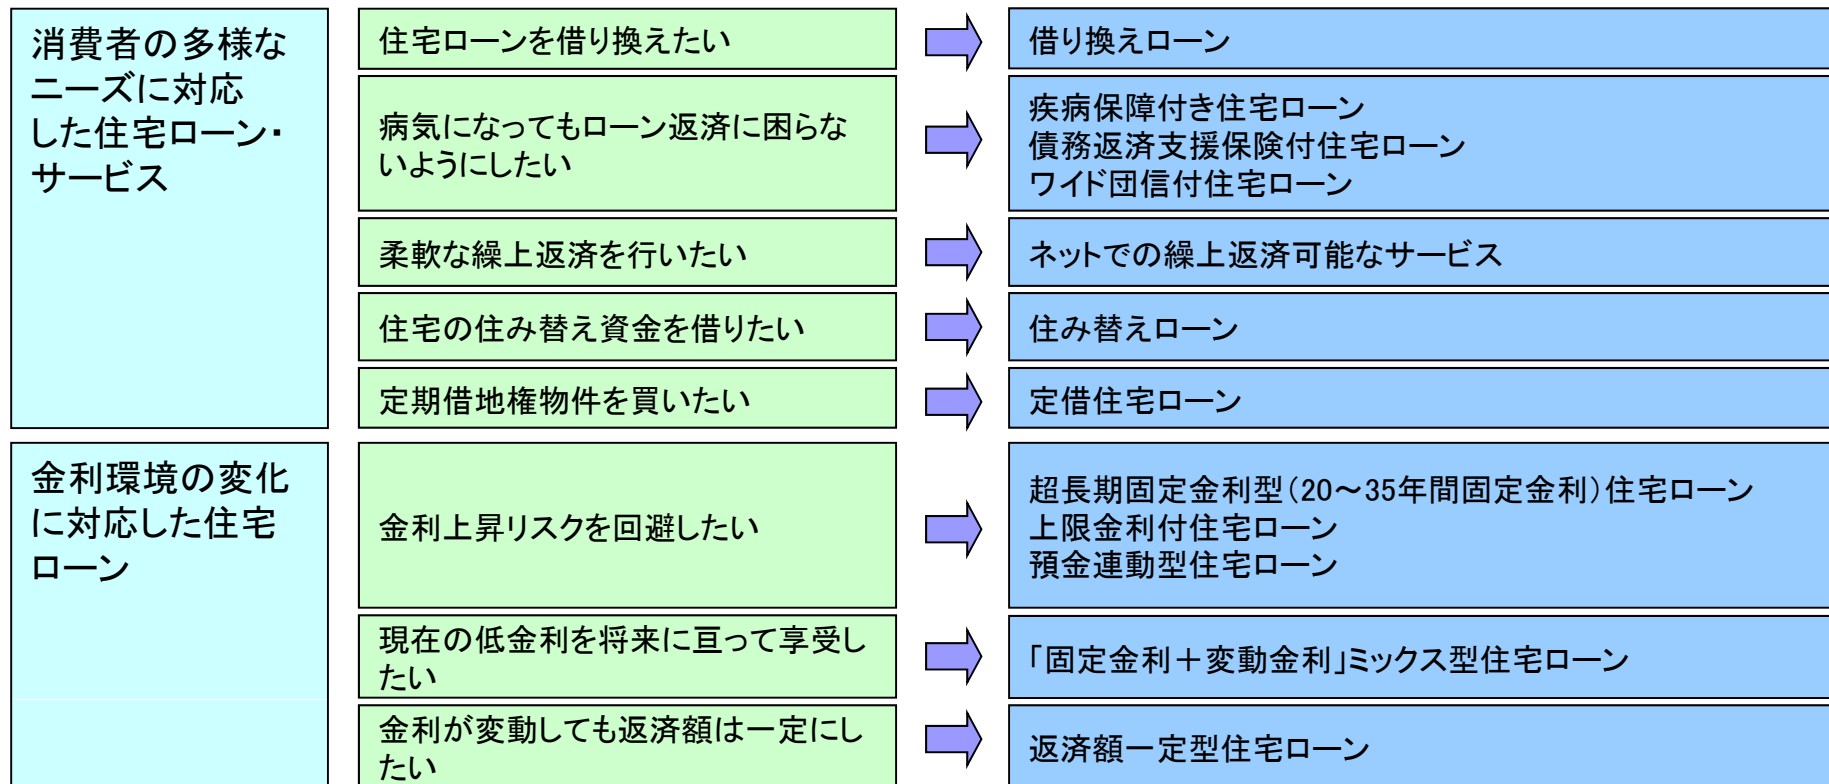 消費者の多様な
ニーズに対応
した住宅ローン・
サービス
住宅ローンを借り換えたい
借り換えローン
病気になってもローン返済に困らな
いようにしたい
疾病保障付き住宅ローン
債務返済支援保険付住宅ローン
ワイド団信付住宅ローン
柔軟な繰上返済を行いたい
ネットでの繰上返済可能なサービス
住宅の住み替え資金を借りたい
住み替えローン
定期借地権物件を買いたい
定借住宅ローン
金利環境の変化
に対応した住宅
ローン
金利上昇リスクを回避したい
超長期固定金利型(20～35年間固定金利)住宅ローン
上限金利付住宅ローン
預金連動型住宅ローン
現在の低金利を将来に亘って享受し
たい
「固定金利＋変動金利」ミックス型住宅ローン
金利が変動しても返済額は一定にし
たい
返済額一定型住宅ローン